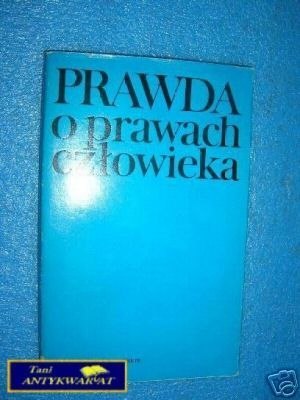 PRAWDA
o prawach
człowieka
Tani
ANTYKWARIAT